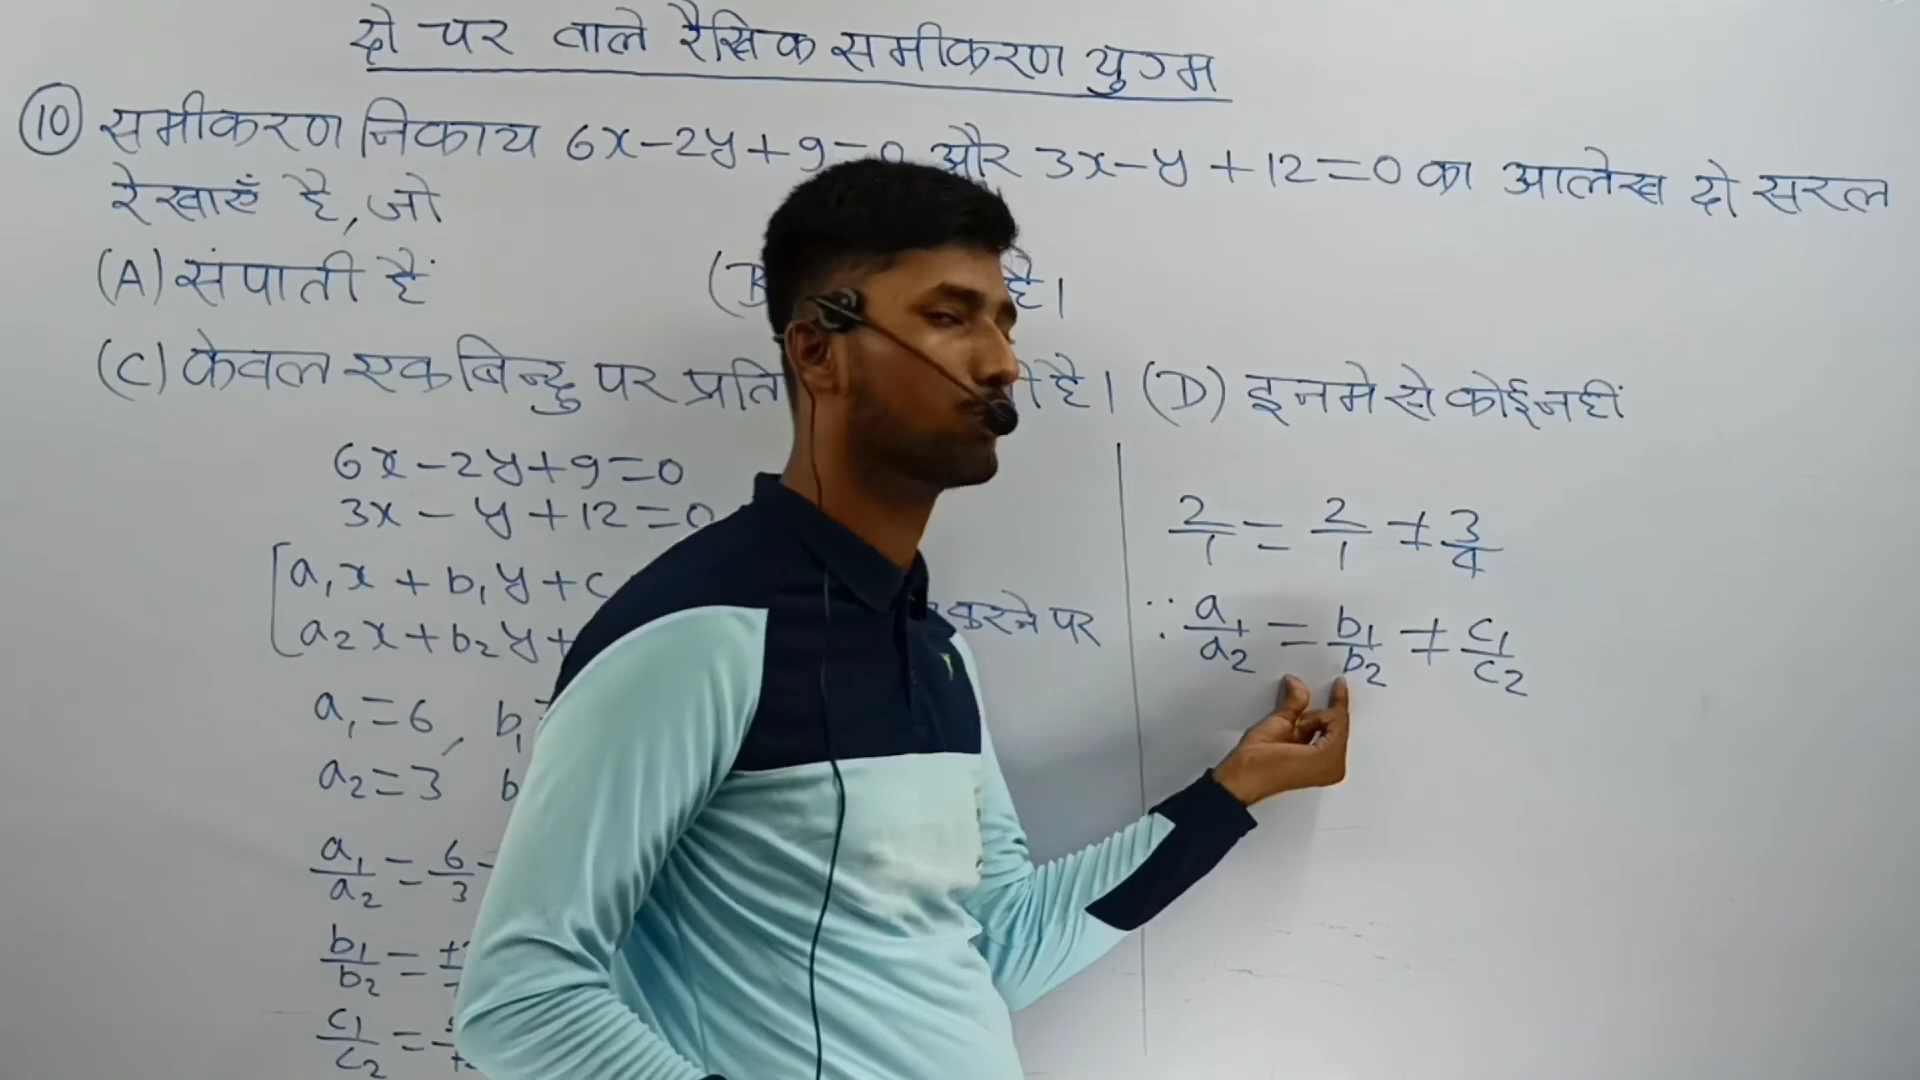 दो चर वाले रैखिक समीकरण युग्म
10 समीकरण निकाय 6x-2y+9=0 और 3x-y+12=0 का आलेख दो सरल
रेखाएँ है, जो
(A) संपाती है (B है।
(C) केवल एक बिन्दु पर प्रति है। (D) इनमे से कोई नहीं
6x-2y+9=0
3x-y+12=0
a₁x+b₁y+c
a₂x+b₂y+ करने पर
a₁=6, b₁=
a₂=3 b
a₁/a₂=6/3
b₁/b₂=
c₁/c₂=
2/1=2/1≠3/4
∵a₁/a₂=b₁/b₂≠c₁/c₂